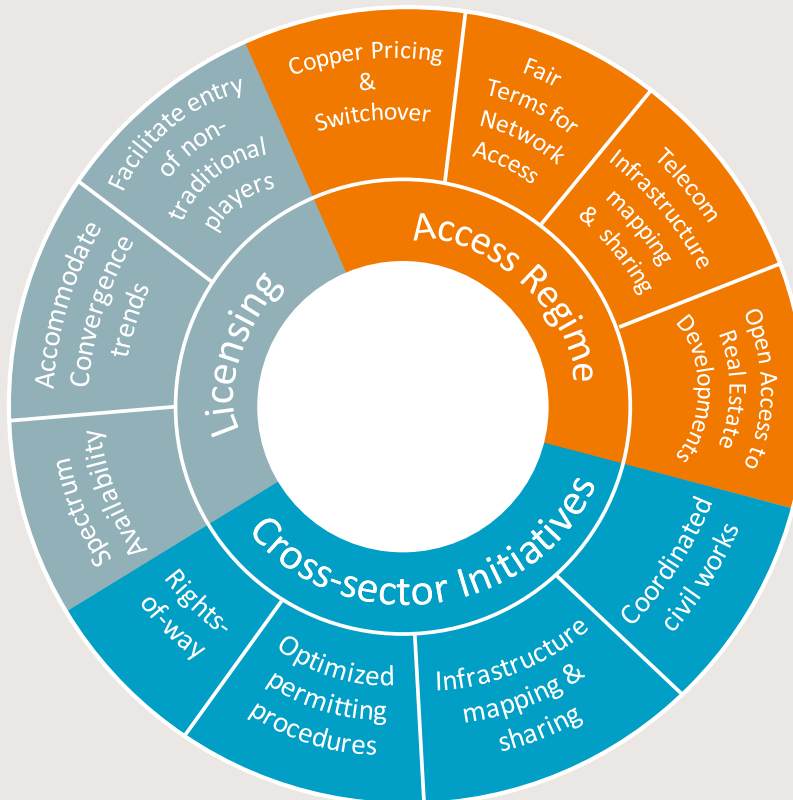 Access Regime
Copper Pricing
&
Switchover
Fair
Terms for
Network
Access
Telecom
Infrastructure
mapping
& sharing
Open Access to
Real Estate
Developments
Cross-sector Initiatives
Coordinated
civil works
Infrastructure
mapping &
sharing
Optimized
permitting
procedures
Rights-
of-way
Licensing
Spectrum
Availability
Accommodate
Convergence
trends
Facilitate entry
of non-
traditional
players